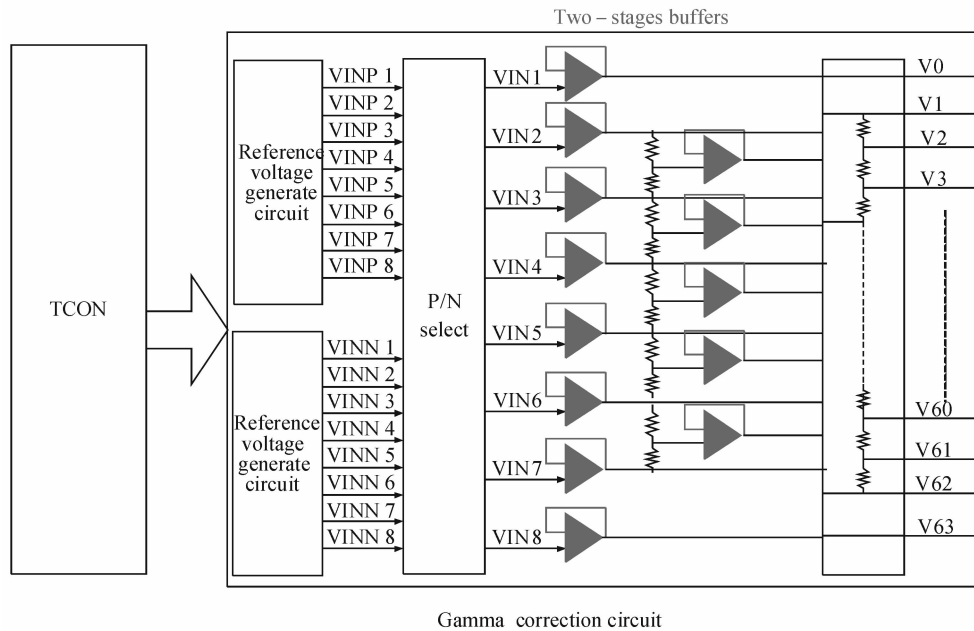 Two – stages buffers
TCON
Reference
voltage
generate
circuit
VINP 1
VINP 2
VINP 3
VINP 4
VINP 5
VINP 6
VINP 7
VINP 8
Reference
voltage
generate
circuit
VINN 1
VINN 2
VINN 3
VINN 4
VINN 5
VINN 6
VINN 7
VINN 8
P/N
select
VIN1
VIN2
VIN3
VIN4
VIN5
VIN6
VIN7
VIN8
V0
V1
V2
V3
V60
V61
V62
V63
Gamma correction circuit